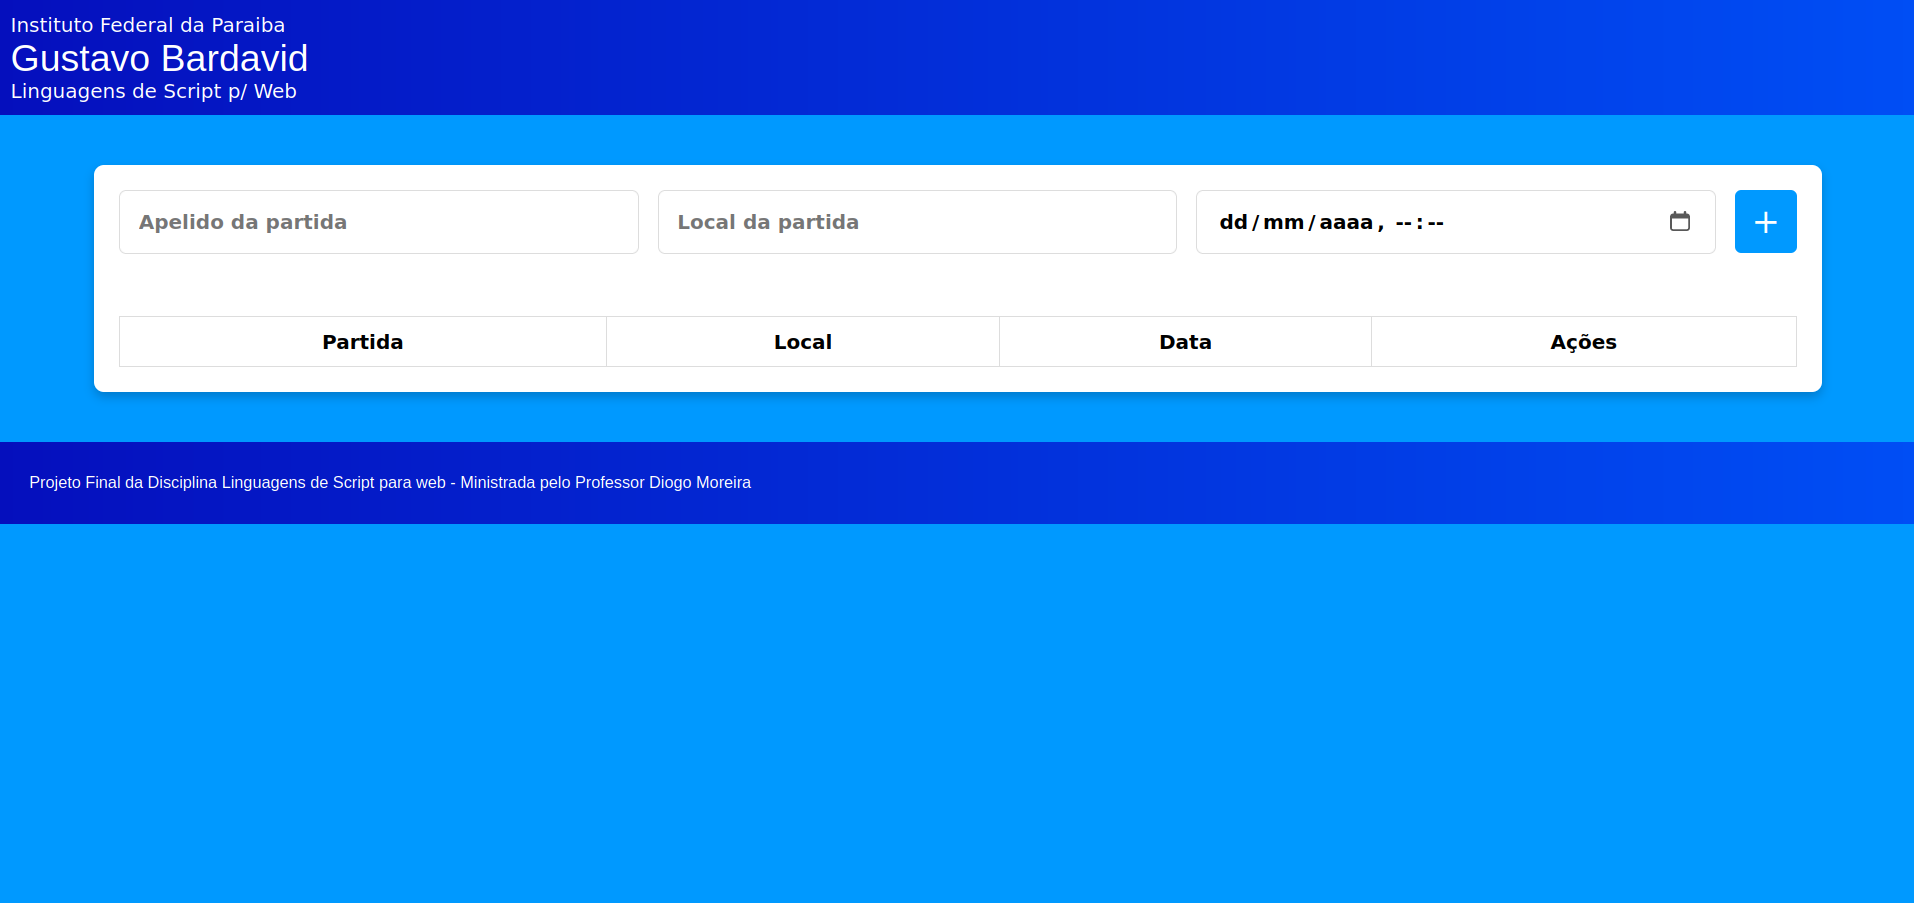 Instituto Federal da Paraiba
Gustavo Bardavid
Linguagens de Script p/ Web
Apelido da partida
Local da partida
dd/mm/aaaa, --:--
+
Partida Local Data Ações
Projeto Final da Disciplina Linguagens de Script para web - Ministrada pelo Professor Diogo Moreira